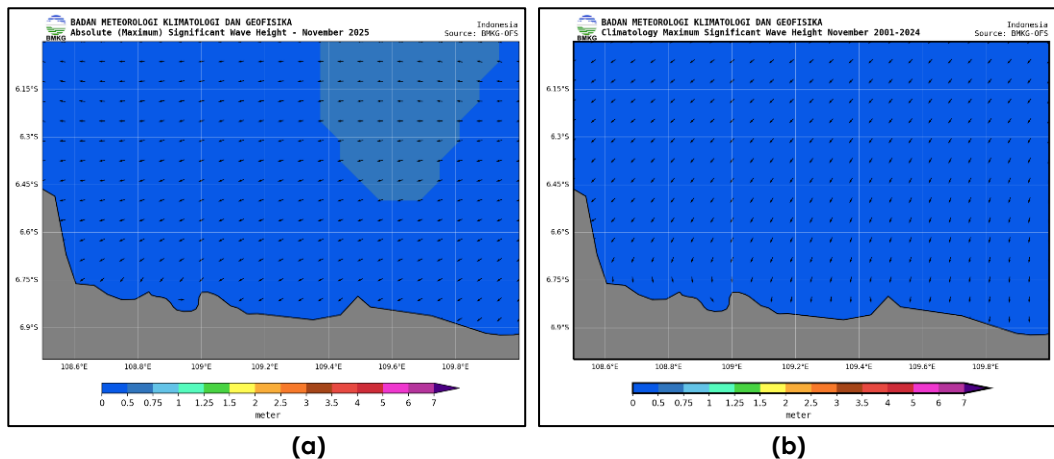 BADAN METEOROLOGI KLIMATOLOGI DAN GEOFISIKA
Absolute (Maximum) Significant Wave Height - November 2025
Indonesia
Source: BMKG-OFS
BMKG
6.15°S
6.3°S
6.45°S
6.6°S
6.75°S
6.9°S
108.6°E 108.8°E 109°E 109.2°E 109.4°E 109.6°E 109.8°E
0 0.5 0.75 1 1.25 1.5 2 2.5 3 3.5 4 5 6 7
meter
(a)
BADAN METEOROLOGI KLIMATOLOGI DAN GEOFISIKA
Climatology Maximum Significant Wave Height November 2001-2024
Indonesia
Source: BMKG-OFS
BMKG
6.15°S
6.3°S
6.45°S
6.6°S
6.75°S
6.9°S
108.6°E 108.8°E 109°E 109.2°E 109.4°E 109.6°E 109.8°E
0 0.5 0.75 1 1.25 1.5 2 2.5 3 3.5 4 5 6 7
meter
(b)